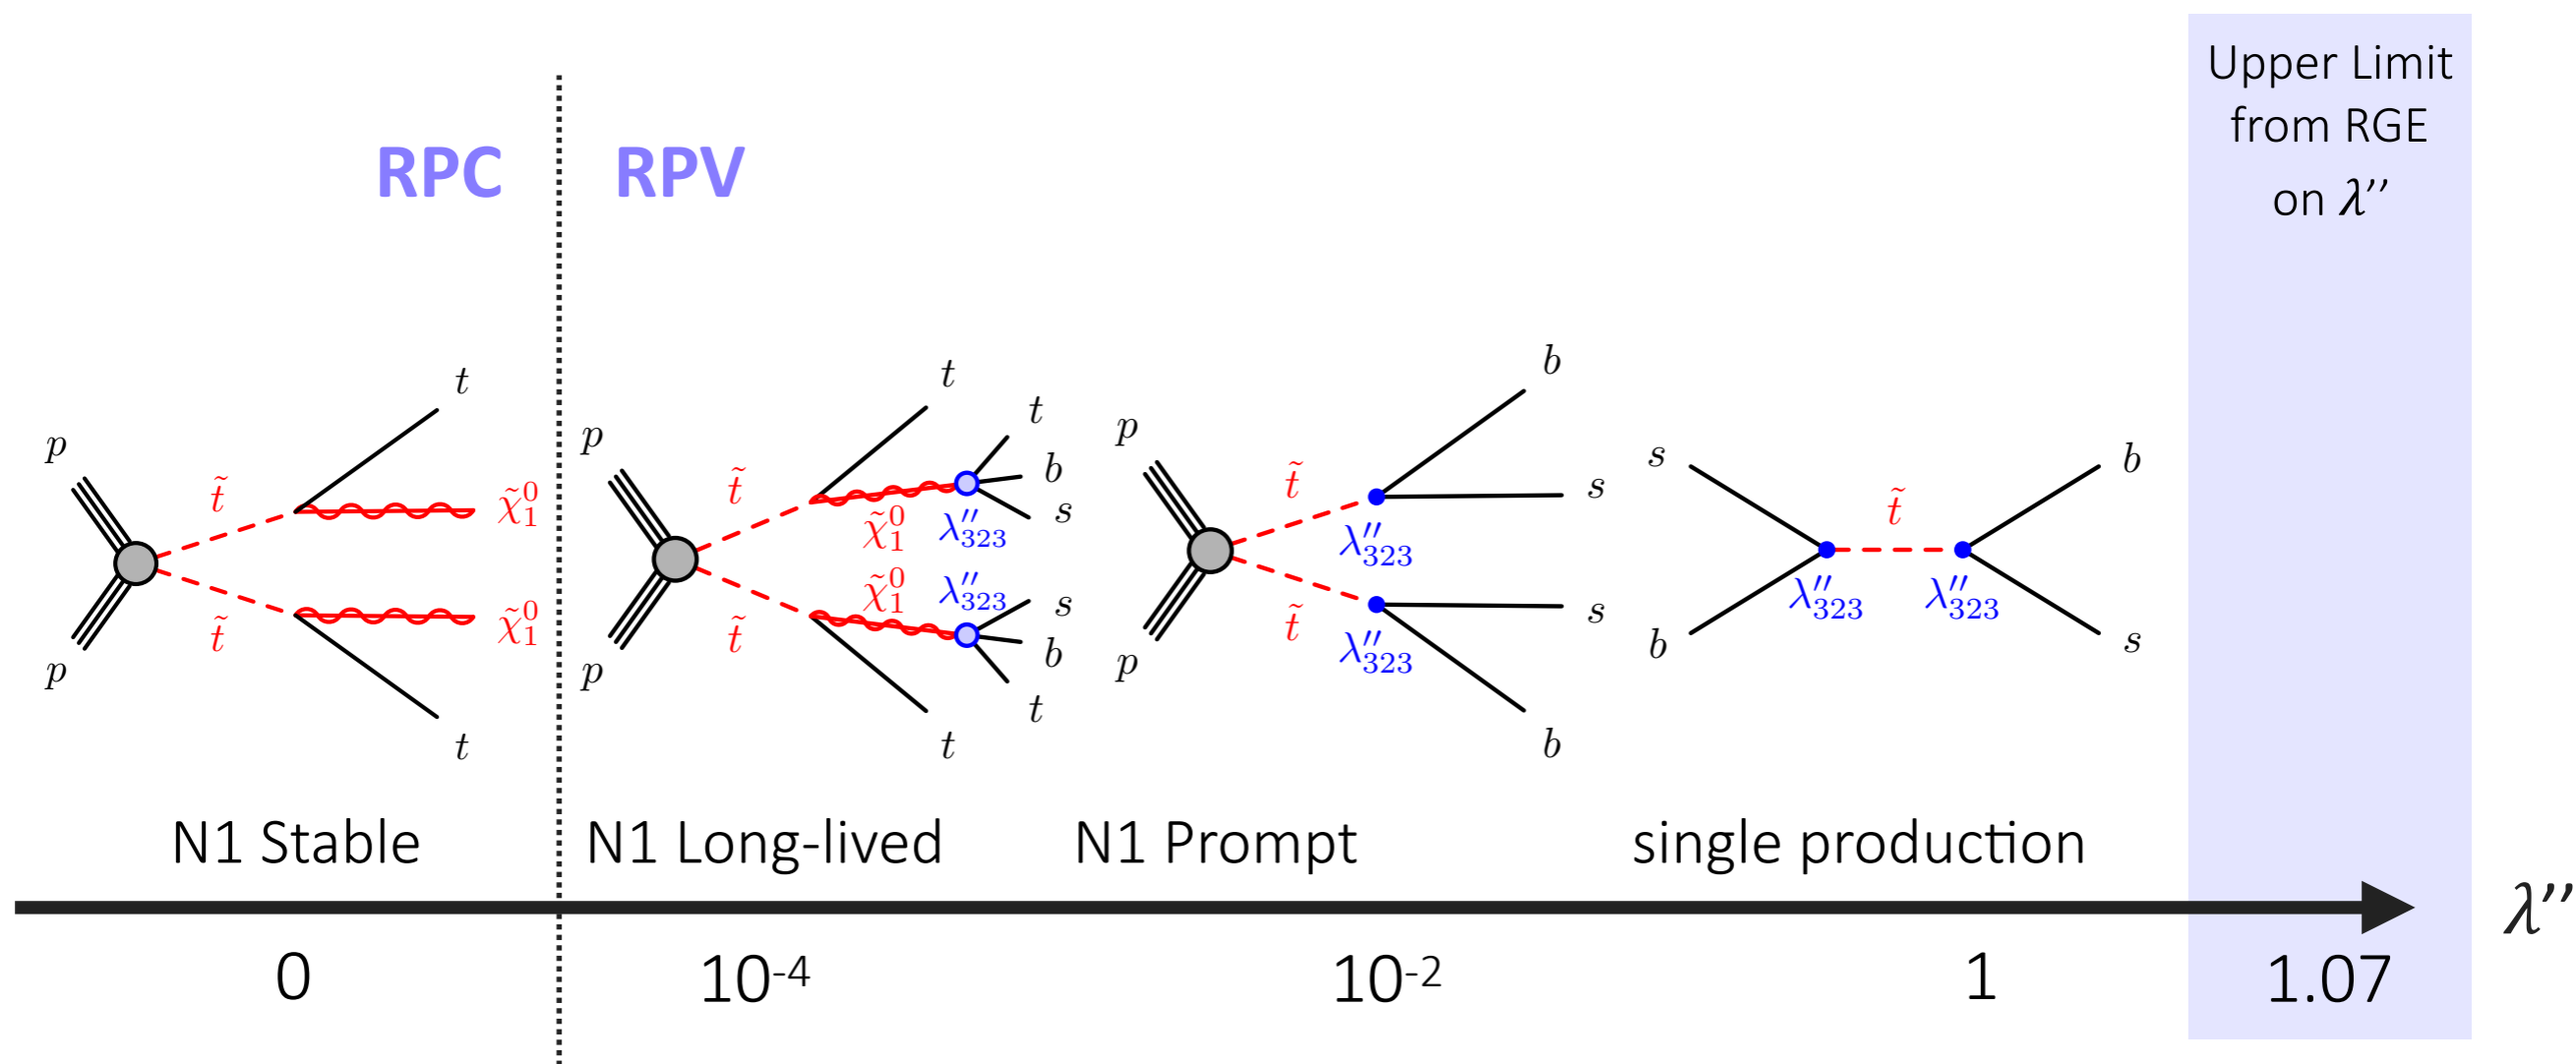 Upper Limit
from RGE
on λ’’
RPC
RPV
p
p
t̃
t̃
t
χ̃⁰₁
χ̃⁰₁
t
p
p
t̃
t̃
t
χ̃⁰₁
λ″₃₂₃
t
b
s
χ̃⁰₁
λ″₃₂₃
s
b
t
t
p
p
t̃
t̃
λ″₃₂₃
λ″₃₂₃
b
s
s
b
s
b
λ″₃₂₃
t̃
λ″₃₂₃
b
s
N1 Stable
N1 Long-lived
N1 Prompt
single production
λ’’
0
10⁻⁴
10⁻²
1
1.07